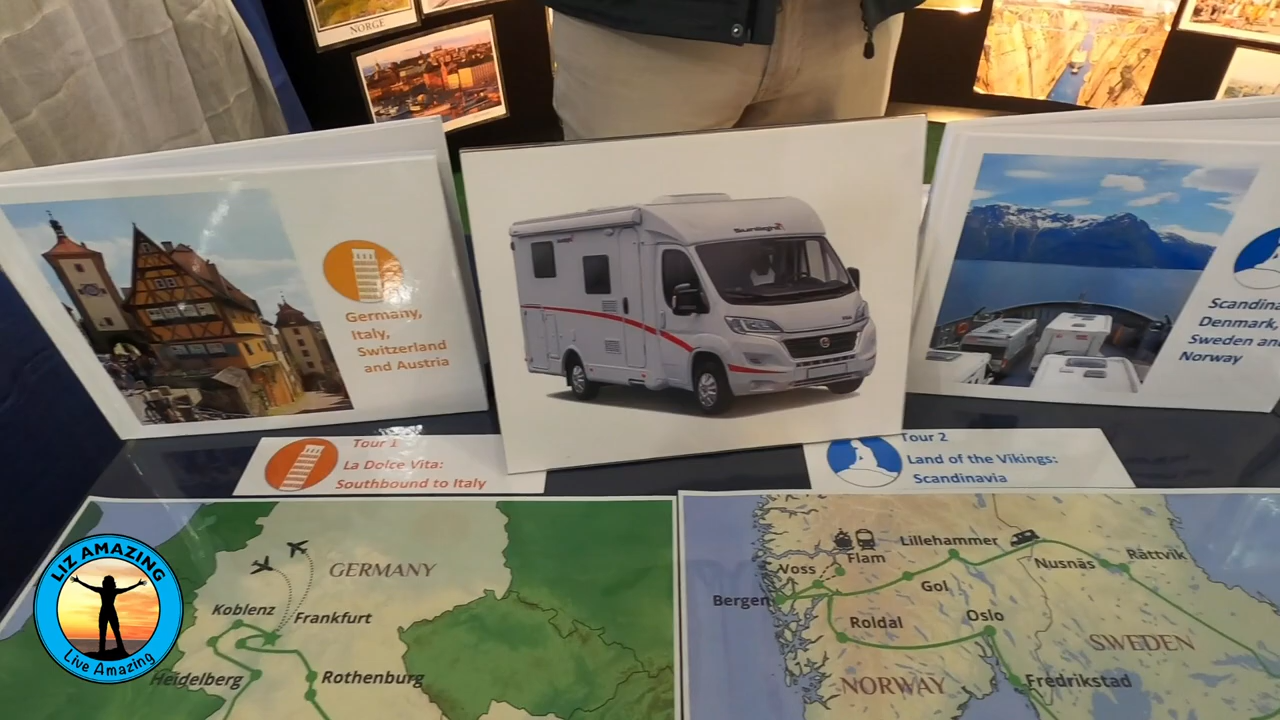 NORGE
Germany,
Italy,
Switzerland
and Austria
Sunlight
Denmark,
Sweden
Norway
Tour 1
La Dolce Vita:
Southbound to Italy
Tour 2
Land of the Vikings:
Scandinavia
GERMANY
Koblenz
Frankfurt
Heidelberg
Rothenburg
Lillehammer
Flam
Voss
Nusnäs
Rättvik
Gol
Bergen
Roldal
Oslo
SWEDEN
NORWAY
Fredrikstad
LIZ AMAZING
Live Amazing